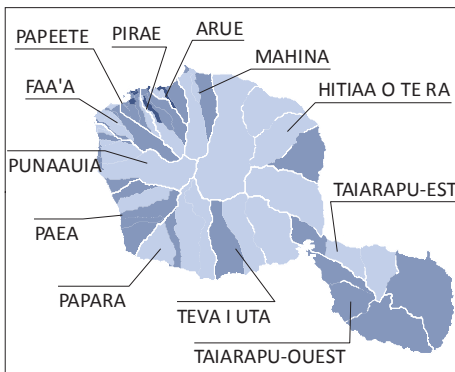 ARUE
PIRAE
PAPEETE
MAHINA
FAA'A
HITIAA O TE RA
PUNAAUIA
TAIARAPU-EST
PAEA
PAPARA
TEVA I UTA
TAIARAPU-OUEST